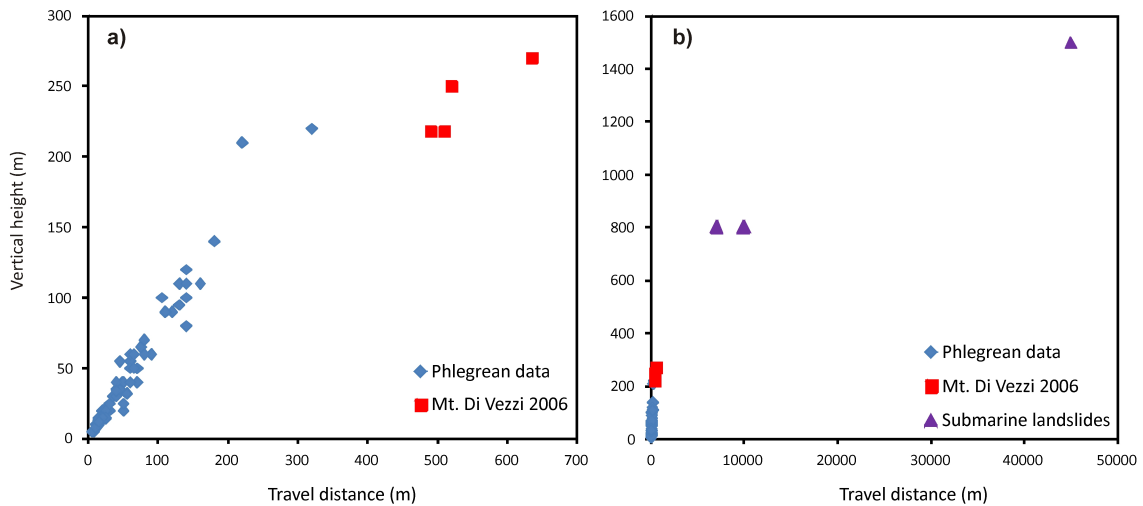 a)
300
250
200
150
100
50
0
Vertical height (m)
0 100 200 300 400 500 600 700
Travel distance (m)
Phlegrean data
Mt. Di Vezzi 2006
b)
1600
1400
1200
1000
800
600
400
200
0
0 10000 20000 30000 40000 50000
Travel distance (m)
Phlegrean data
Mt. Di Vezzi 2006
Submarine landslides